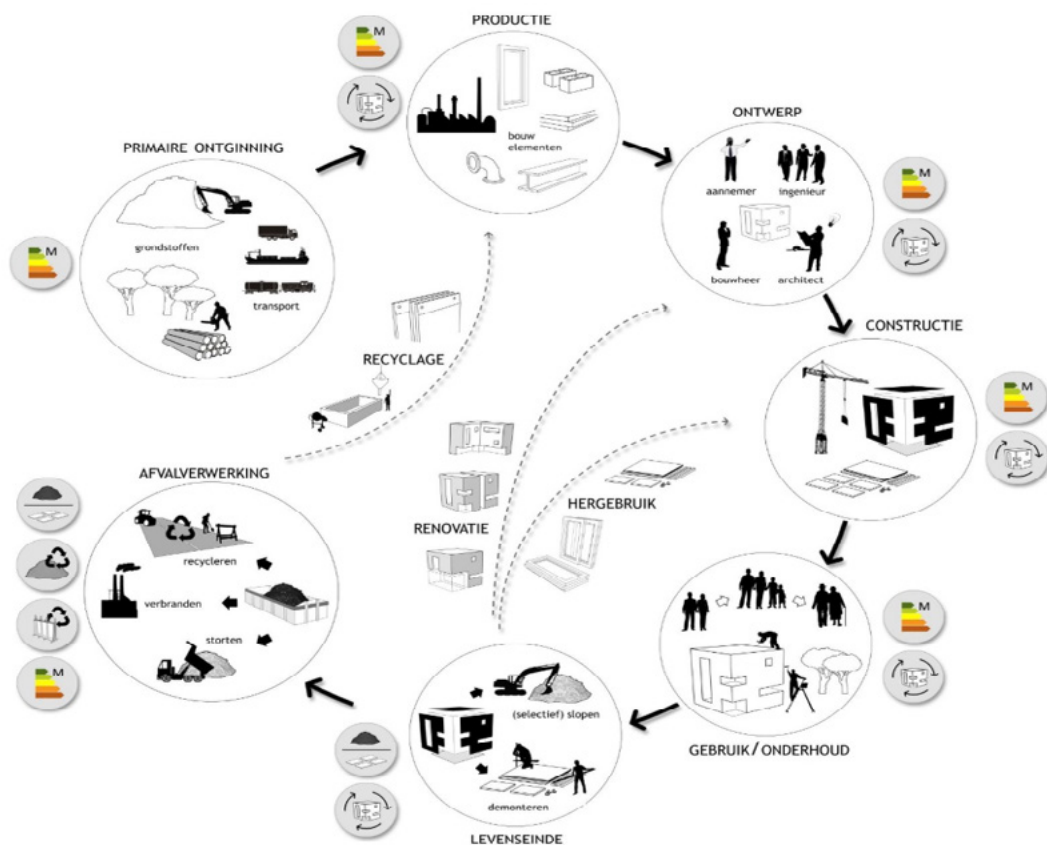 PRODUCTIE
M
bouw
elementen
ONTWERP
aannemer
ingenieur
bouwheer
architect
M
PRIMAIRE ONTGINNING
grondstoffen
transport
M
CONSTRUCTIE
M
RECYCLAGE
RENOVATIE
HERGEBRUIK
AFVALVERWERKING
recycleren
verbranden
storten
M
GEBRUIK/ONDERHOUD
M
(selectief) slopen
demonteren
LEVENSEINDE